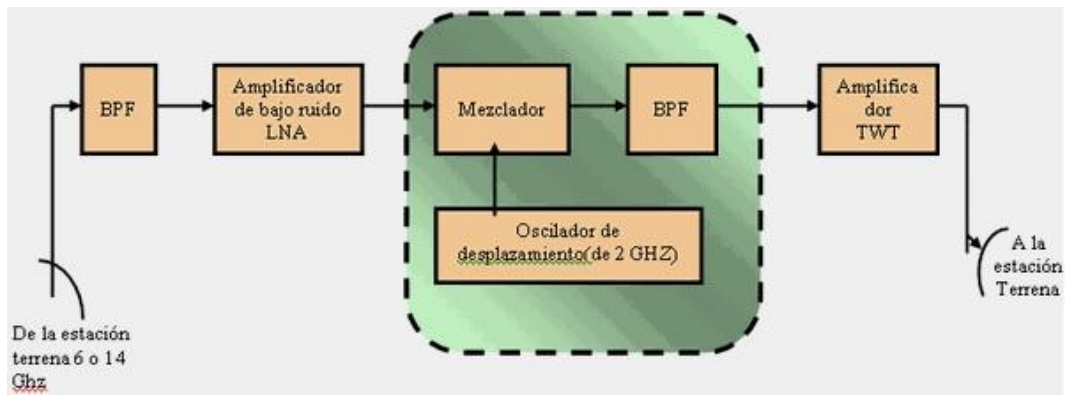 BPF
Amplificador
de bajo ruido
LNA
Mezclador
BPF
Amplifica
dor
TWT
Oscilador de
desplazamiento(de 2 GHZ)
A la
estación
Terrena
De la estación
terrena 6 o 14
Ghz